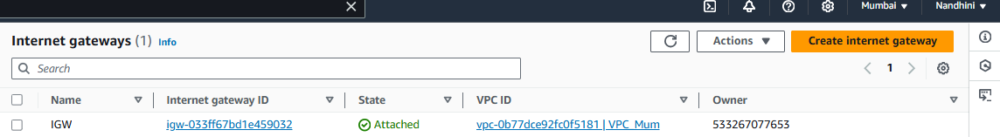 Mumbai Nandhini
Internet gateways (1) Info
Actions
Create internet gateway
Search
1
Name Internet gateway ID State VPC ID Owner
IGW igw-033ff67bd1e459032 Attached vpc-0b77dce92fc0f5181 | VPC_Mum 533267077653